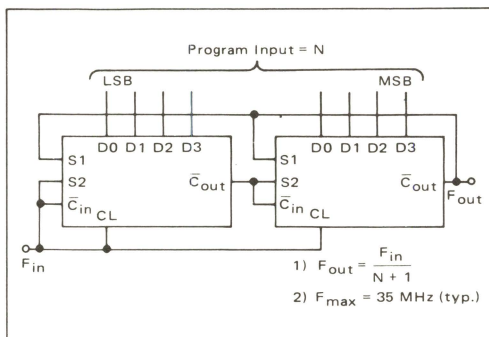 Program Input = N
LSB MSB
D0 D1 D2 D3 D0 D1 D2 D3
S1 S1
S2 C̅out S2 C̅out
C̅in C̅in Fout
CL CL
Fin
1) Fout = Fin / N + 1
2) Fmax = 35 MHz (typ.)